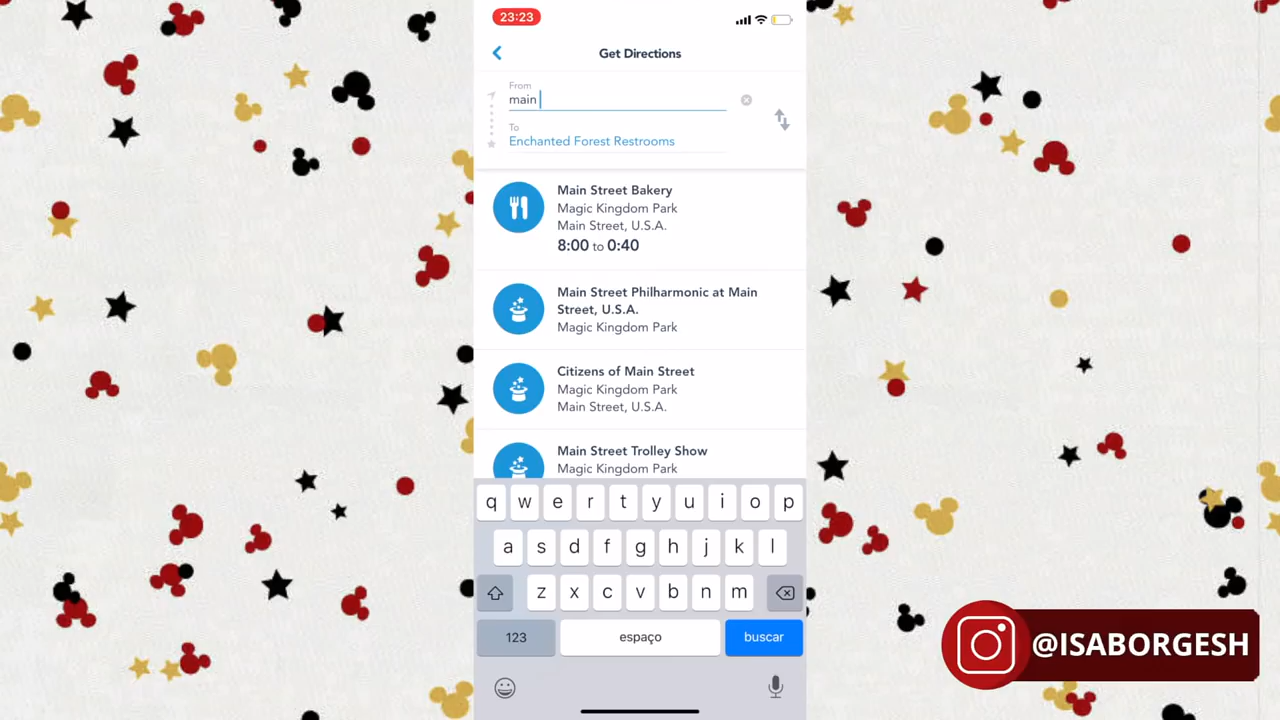 23:23
Get Directions
From
main
To
Enchanted Forest Restrooms
Main Street Bakery
Magic Kingdom Park
Main Street, U.S.A.
8:00 to 0:40
Main Street Philharmonic at Main
Street, U.S.A.
Magic Kingdom Park
Citizens of Main Street
Magic Kingdom Park
Main Street, U.S.A.
Main Street Trolley Show
Magic Kingdom Park
q w e r t y u i o p
a s d f g h j k l
z x c v b n m
123 espaço buscar
@ISABORGESH